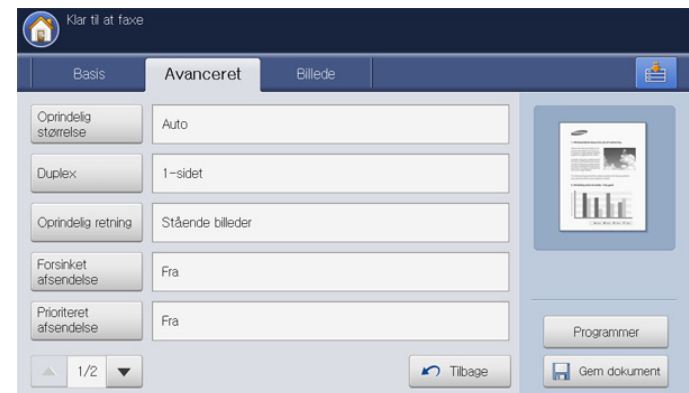 Klar til at faxe
Basis
Avanceret
Billede
Oprindelig
størrelse
Auto
Duplex
1-sidet
Oprindelig retning
Stående billeder
Forsinket
afsendelse
Fra
Prioriteret
afsendelse
Fra
Programmer
1/2
Tilbage
Gem dokument